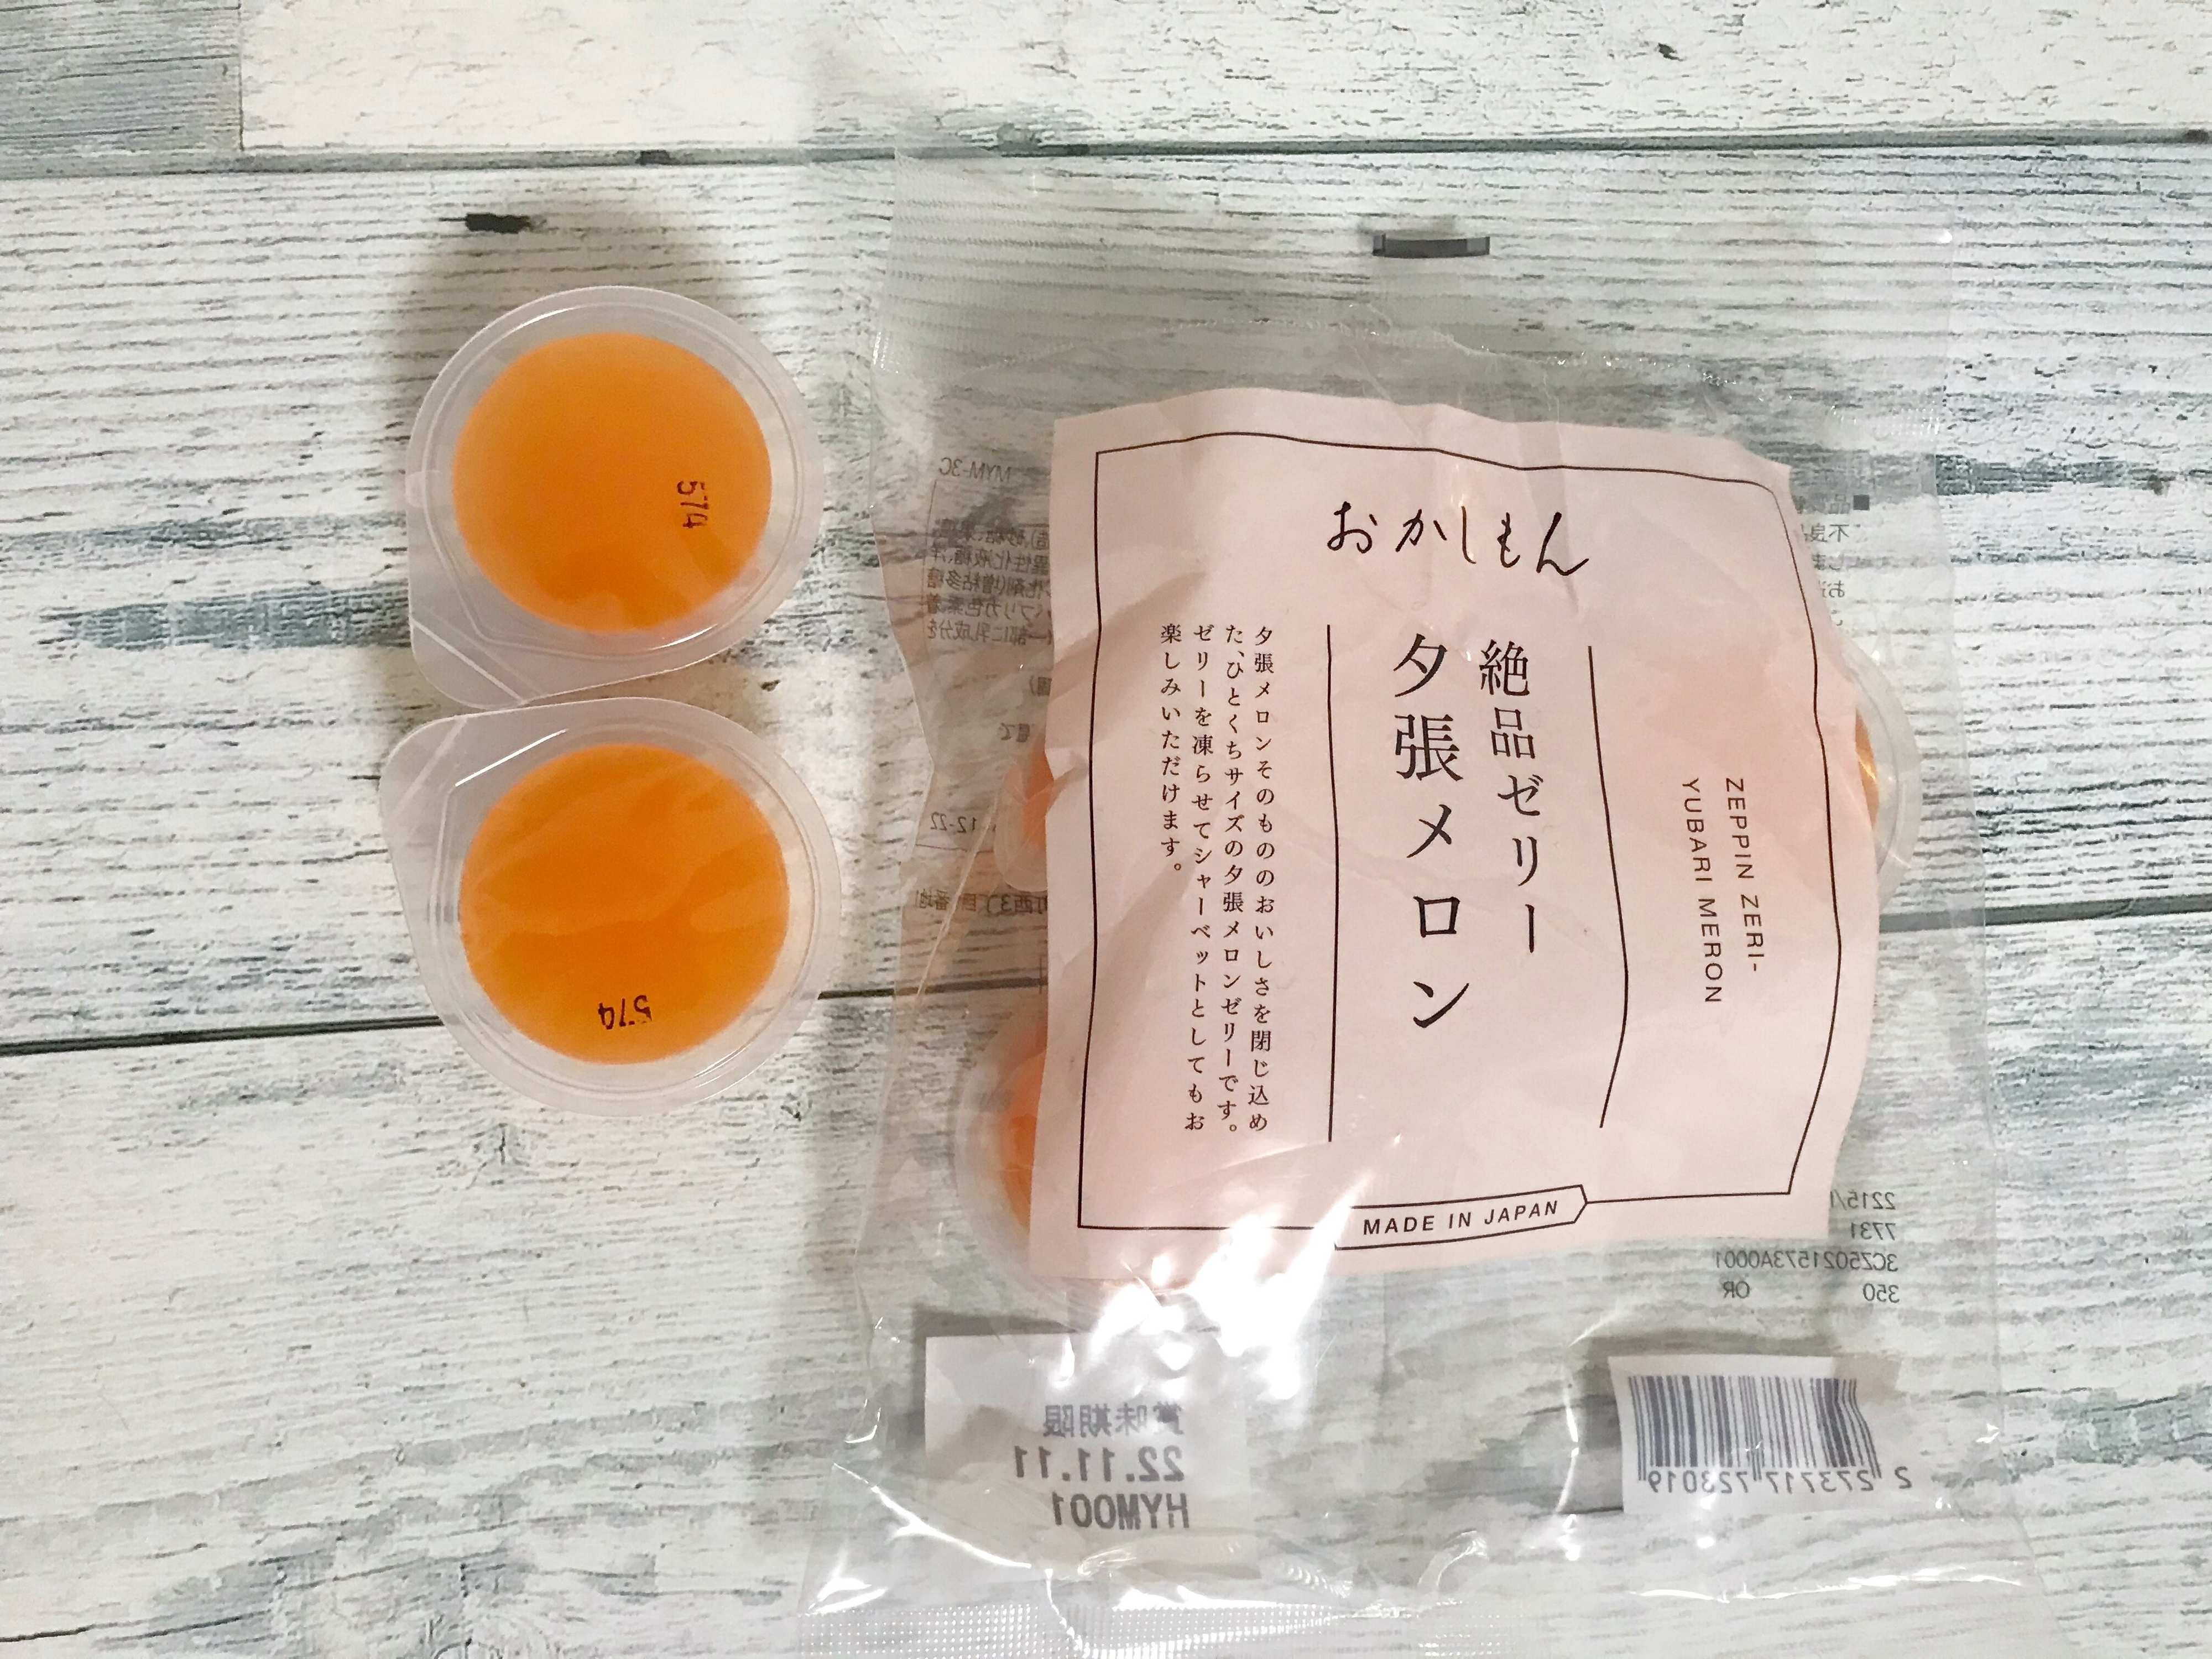 おかしもん
ZEPPIN ZERI-
YUBARI MERON
絶品ゼリー
夕張メロン
夕張メロンそのもののおいしさを閉じ込め
た、ひとくちサイズの夕張メロンゼリーです。
ゼリーを凍らせてシャーベットとしてもお
楽しみいただけます。
MADE IN JAPAN
574
574
MYM-3C
2215/1
7731
3CZ5021573A0001
350 OR
賞味期限
22.11.11
HYM001
2 273717 723019